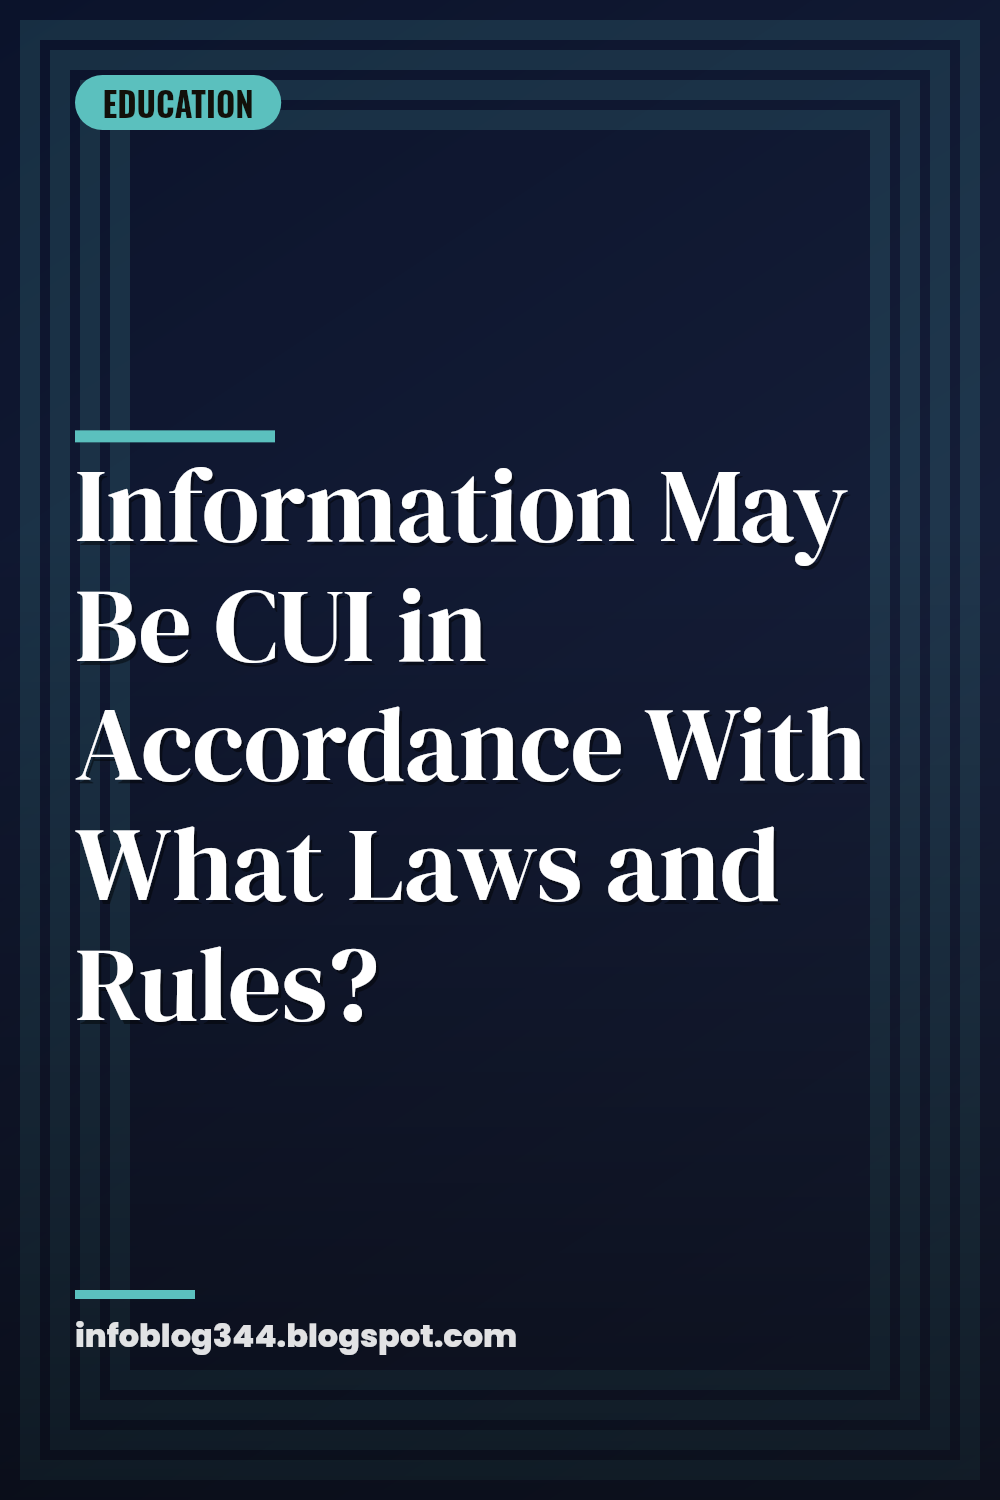 EDUCATION
Information May
Be CUI in
Accordance With
What Laws and
Rules?
infoblog344.blogspot.com